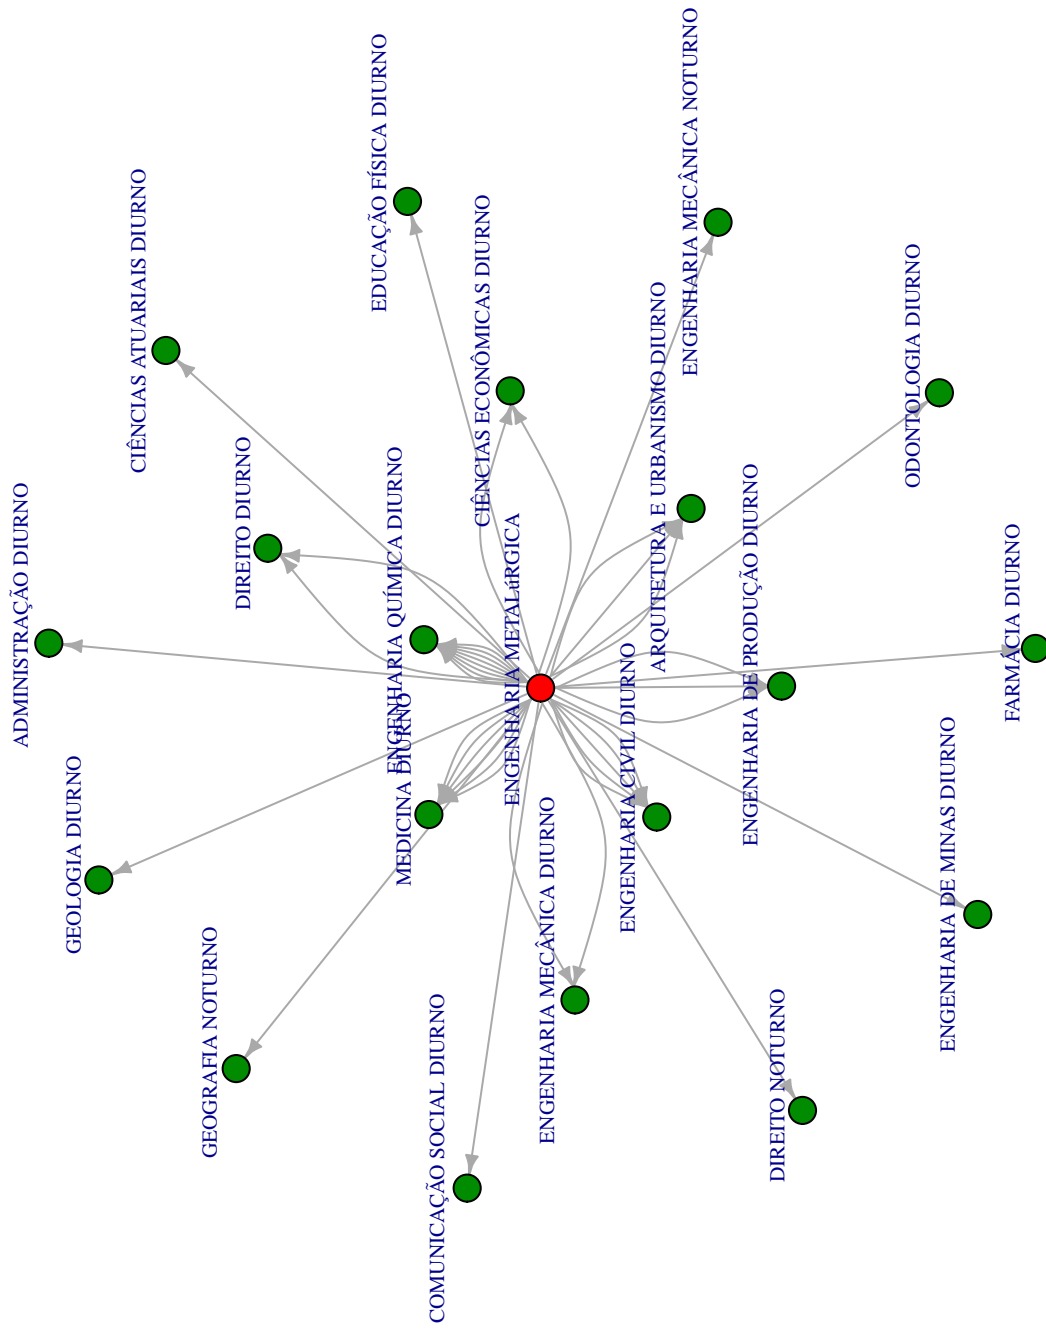 ADMINISTRAÇÃO DIURNO
GEOLOGIA DIURNO
CIÊNCIAS ATUARIAIS DIURNO
GEOGRAFIA NOTURNO
DIREITO DIURNO
EDUCAÇÃO FÍSICA DIURNO
ENGENHARIA QUÍMICA DIURNO
MEDICINA DIURNO
COMUNICAÇÃO SOCIAL DIURNO
CIÊNCIAS ECONÔMICAS DIURNO
ENGENHARIA METALúRGICA
ENGENHARIA MECÂNICA DIURNO
ENGENHARIA CIVIL DIURNO
ARQUITETURA E URBANISMO DIURNO
ENGENHARIA MECÂNICA NOTURNO
ENGENHARIA DE PRODUÇÃO DIURNO
DIREITO NOTURNO
ODONTOLOGIA DIURNO
ENGENHARIA DE MINAS DIURNO
FARMÁCIA DIURNO